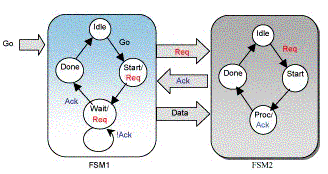 Go
Idle
Go
Done
Start/
Req
Ack
Wait/
Req
!Ack
FSM1
Req
Ack
Data
Idle
Req
Done
Start
Proc/
Ack
FSM2